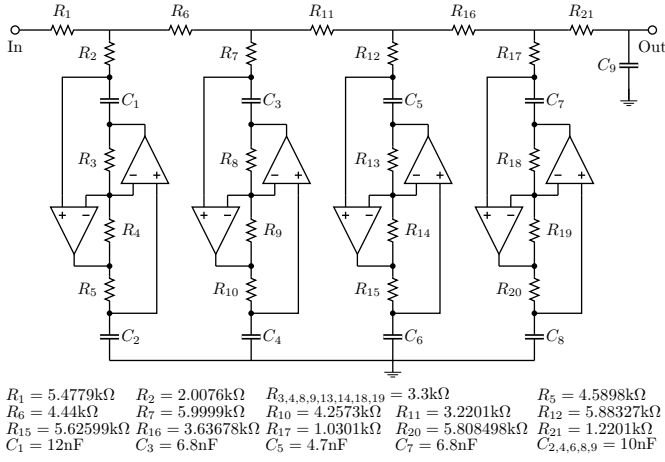 R1 R6 R11 R16 R21
In Out
R2 R7 R12 R17 C9
C1 C3 C5 C7
R3 R8 R13 R18
− + − + − + − +
+ − + − + − + −
R4 R9 R14 R19
R5 R10 R15 R20
C2 C4 C6 C8
R1 = 5.4779kΩ R2 = 2.0076kΩ R3,4,8,9,13,14,18,19 = 3.3kΩ R5 = 4.5898kΩ
R6 = 4.44kΩ R7 = 5.9999kΩ R10 = 4.2573kΩ R11 = 3.2201kΩ R12 = 5.88327kΩ
R15 = 5.62599kΩ R16 = 3.63678kΩ R17 = 1.0301kΩ R20 = 5.808498kΩ R21 = 1.2201kΩ
C1 = 12nF C3 = 6.8nF C5 = 4.7nF C7 = 6.8nF C2,4,6,8,9 = 10nF